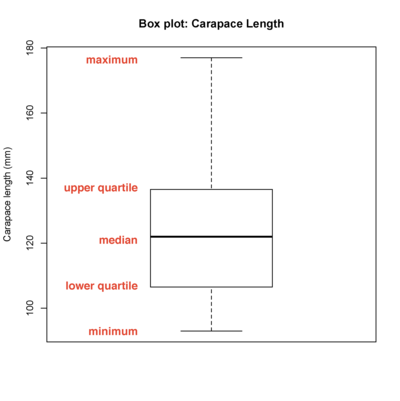 Box plot: Carapace Length
Carapace length (mm)
180
160
140
120
100
maximum
upper quartile
median
lower quartile
minimum